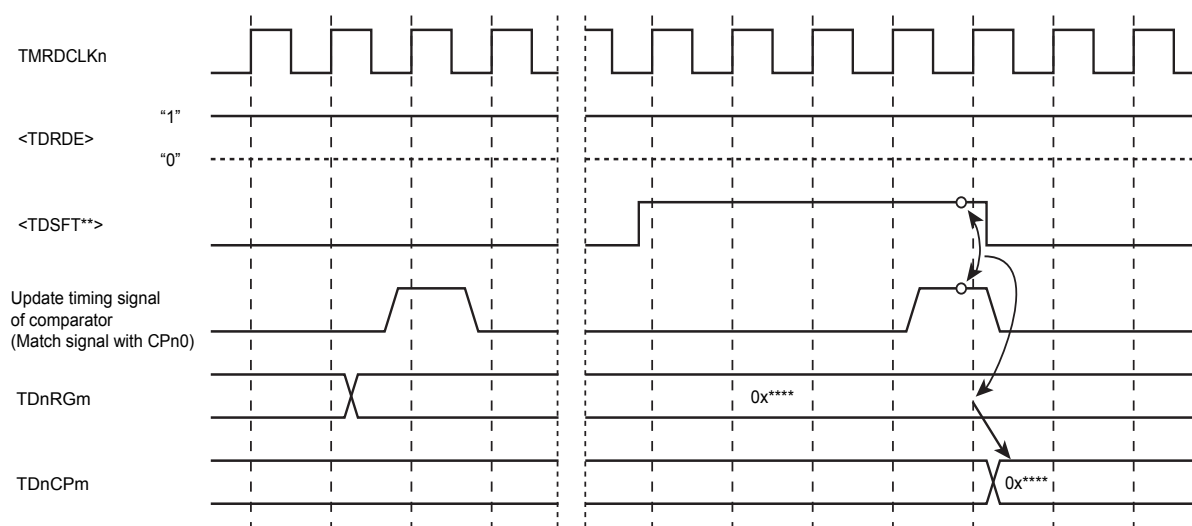 TMRDCLKn
“1”
<TDRDE>
“0”
<TDSFT**>
Update timing signal
of comparator
(Match signal with CPn0)
TDnRGm
0x****
TDnCPm
0x****